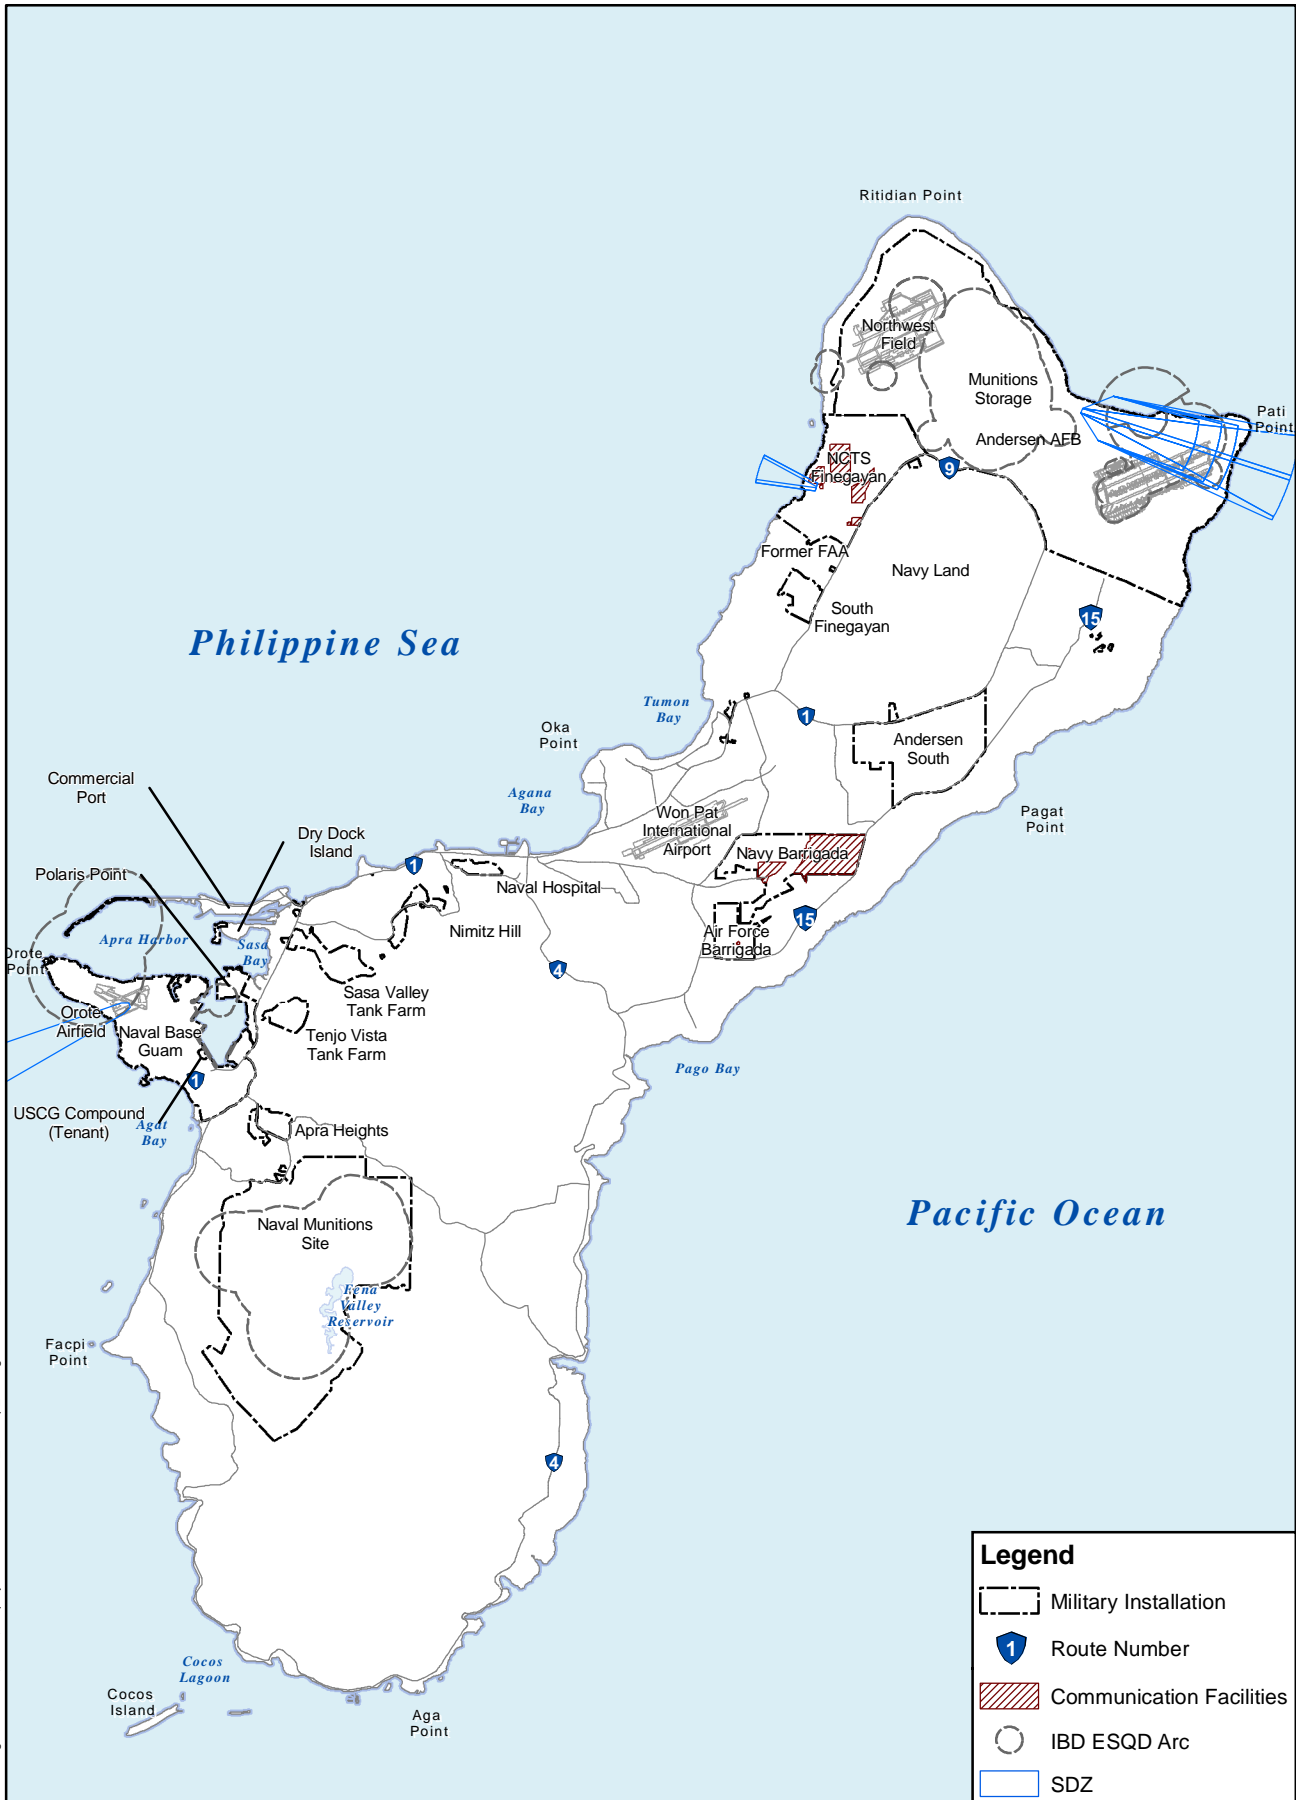 Ritidian Point
Northwest
Field
Munitions
Storage
Pati
Point
Andersen AFB
NCTS
Finegayan
9
Former FAA
Navy Land
South
Finegayan
15
Philippine Sea
Tumon
Bay
1
Oka
Point
Andersen
South
Commercial
Port
Agana
Bay
Pagat
Point
Won Pat
International
Airport
Dry Dock
Island
Navy Barrigada
1
Polaris Point
Naval Hospital
15
Nimitz Hill
Air Force
Barrigada
Apra Harbor
Sasa
Bay
Orote
Point
4
Sasa Valley
Tank Farm
Orote
Airfield
Naval Base
Guam
Tenjo Vista
Tank Farm
Pago Bay
1
USCG Compound
(Tenant)
Agat
Bay
Apra Heights
Pacific Ocean
Naval Munitions
Site
Fena
Valley
Reservoir
Facpi
Point
4
Cocos
Lagoon
Cocos
Island
Aga
Point
Legend
Military Installation
1
Route Number
Communication Facilities
IBD ESQD Arc
SDZ